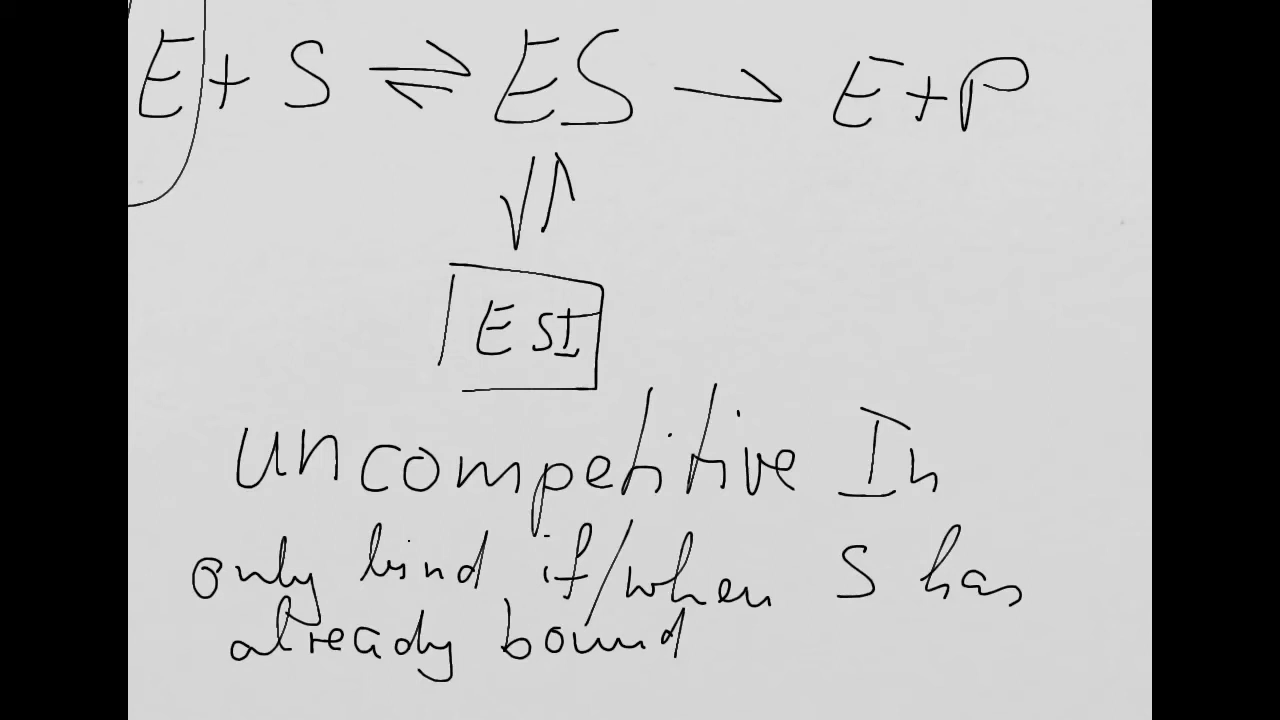 E + S ⇌ ES → E + P
ESI
uncompetitive In
only bind if/when S has
already bound